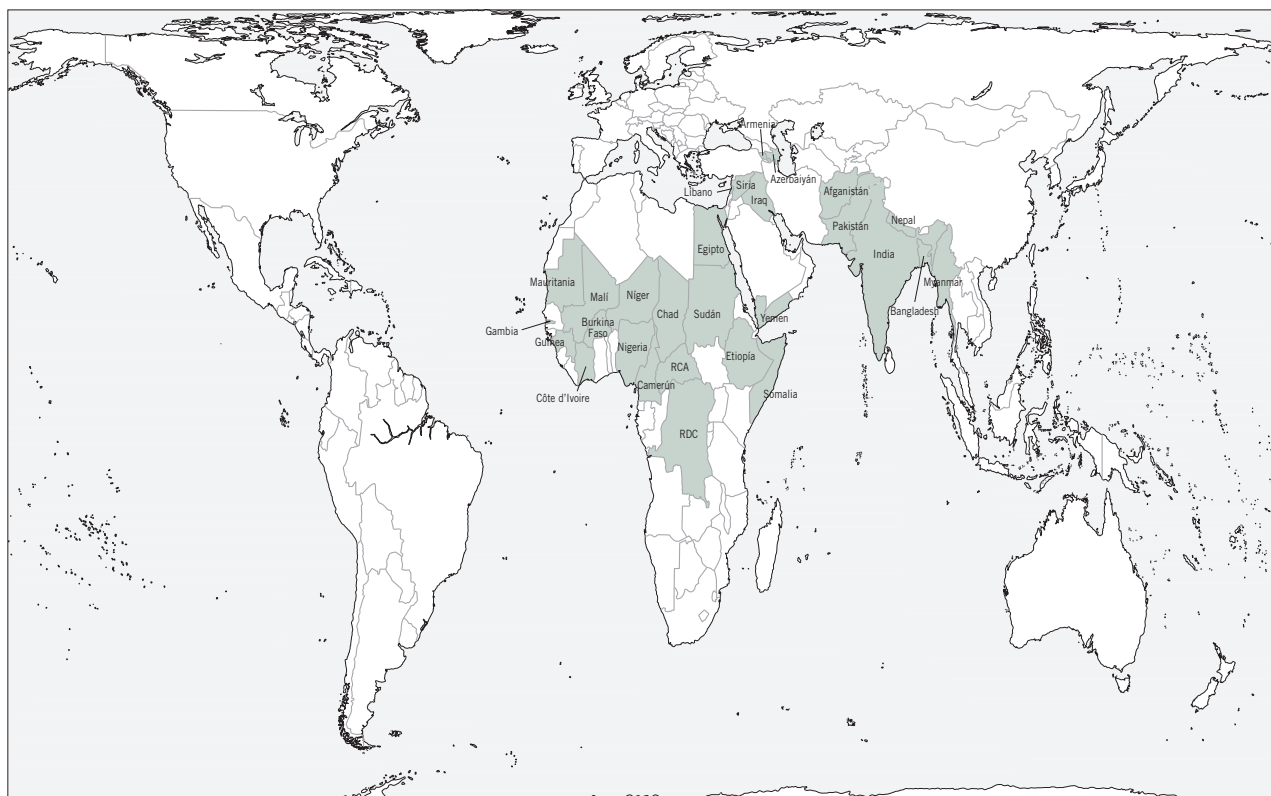 Armenia
Azerbaiyán
Líbano
Siria
Iraq
Afganistán
Pakistán
Nepal
India
Egipto
Mauritania
Malí
Níger
Chad
Sudán
Yemen
Myanmar
Bangladesh
Gambia
Guinea
Burkina
Faso
Nigeria
Etiopía
RCA
Camerún
Côte d'Ivoire
Somalia
RDC